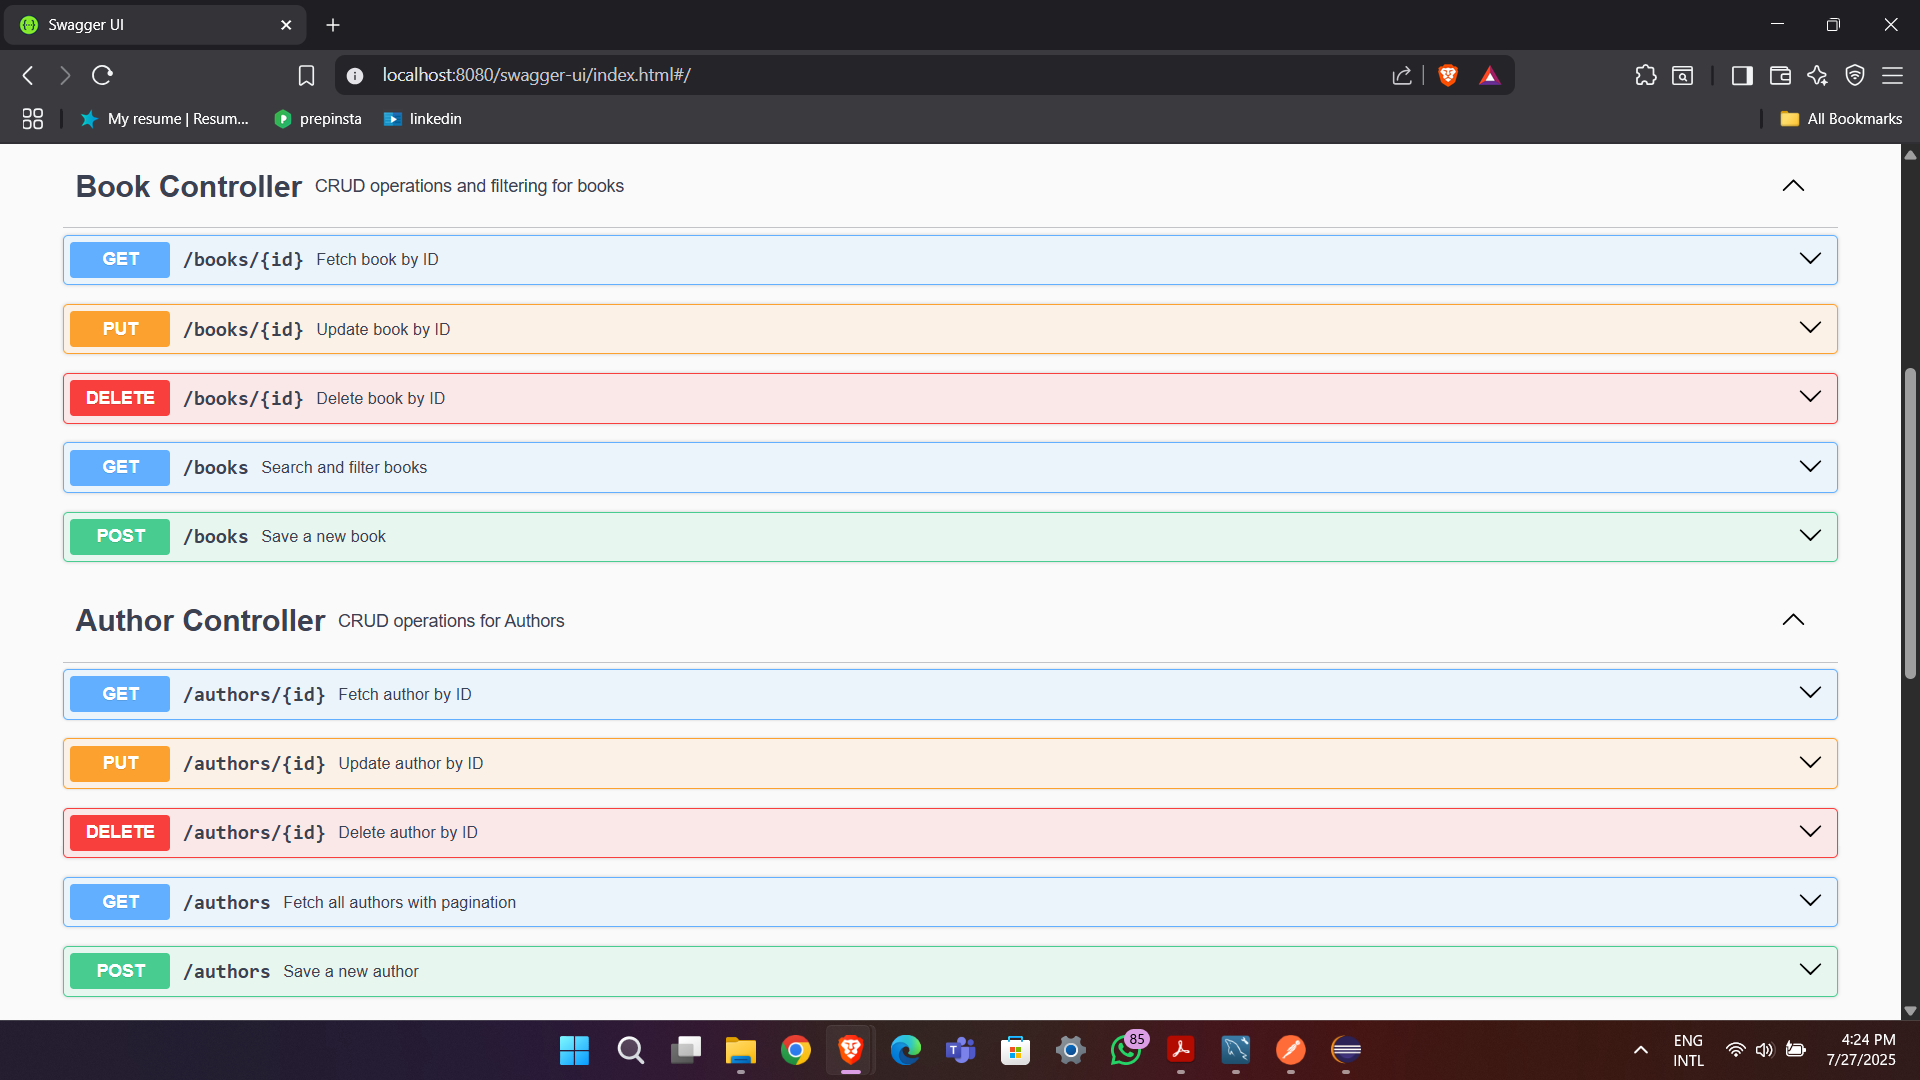 Swagger UI
localhost:8080/swagger-ui/index.html#/
My resume | Resum... prepinsta linkedin All Bookmarks
Book Controller CRUD operations and filtering for books
GET /books/{id} Fetch book by ID
PUT /books/{id} Update book by ID
DELETE /books/{id} Delete book by ID
GET /books Search and filter books
POST /books Save a new book
Author Controller CRUD operations for Authors
GET /authors/{id} Fetch author by ID
PUT /authors/{id} Update author by ID
DELETE /authors/{id} Delete author by ID
GET /authors Fetch all authors with pagination
POST /authors Save a new author
85
ENG
INTL
4:24 PM
7/27/2025